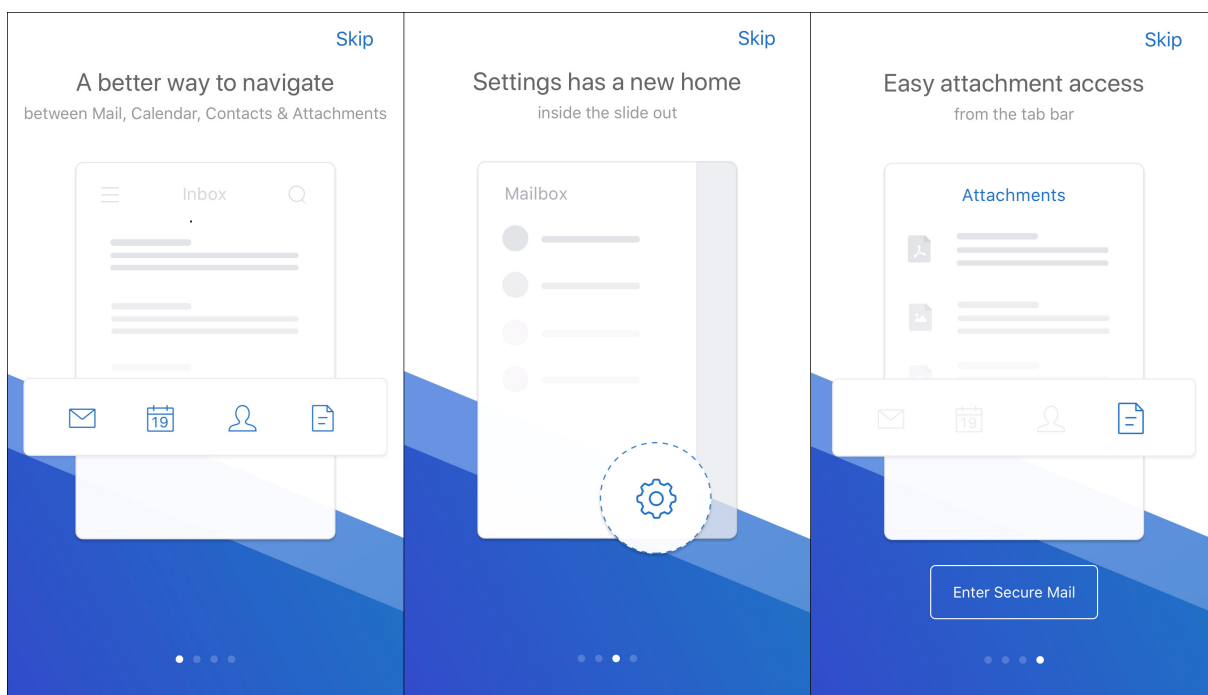 Skip
A better way to navigate
between Mail, Calendar, Contacts & Attachments
Inbox
19
Skip
Settings has a new home
inside the slide out
Mailbox
Skip
Easy attachment access
from the tab bar
Attachments
19
Enter Secure Mail